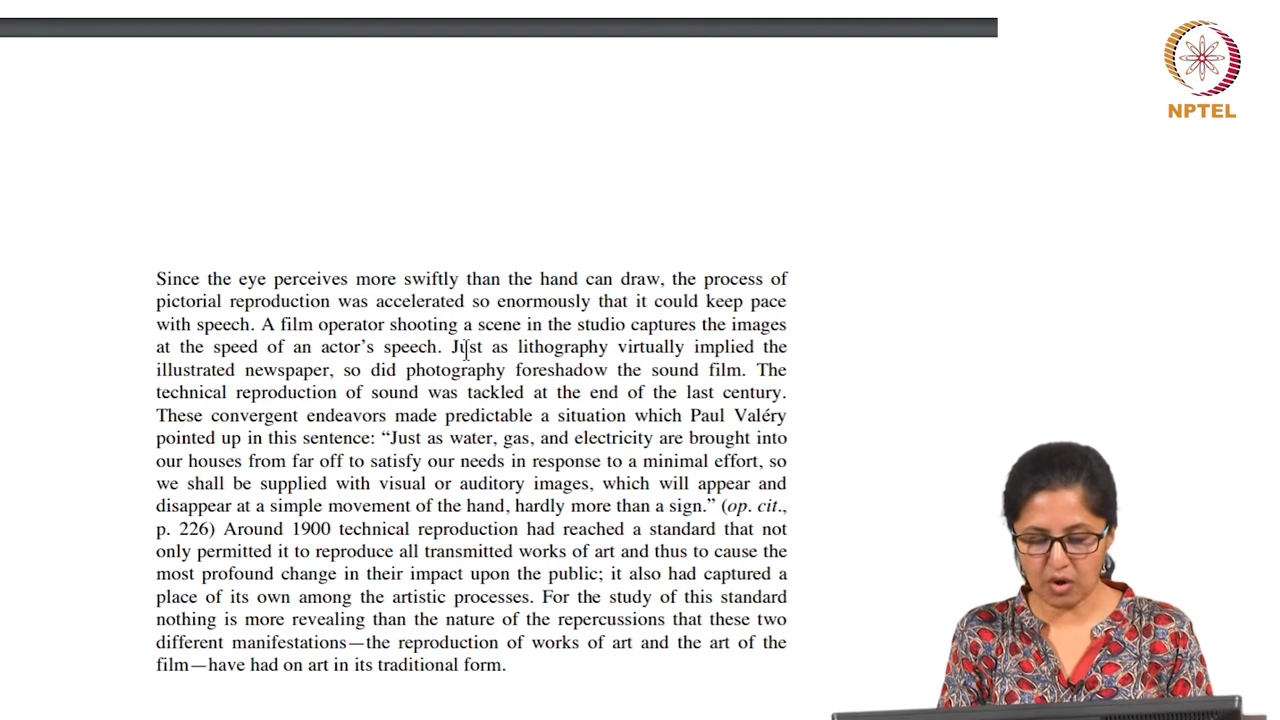 NPTEL
Since the eye perceives more swiftly than the hand can draw, the process of
pictorial reproduction was accelerated so enormously that it could keep pace
with speech. A film operator shooting a scene in the studio captures the images
at the speed of an actor's speech. Just as lithography virtually implied the
illustrated newspaper, so did photography foreshadow the sound film. The
technical reproduction of sound was tackled at the end of the last century.
These convergent endeavors made predictable a situation which Paul Valéry
pointed up in this sentence: “Just as water, gas, and electricity are brought into
our houses from far off to satisfy our needs in response to a minimal effort, so
we shall be supplied with visual or auditory images, which will appear and
disappear at a simple movement of the hand, hardly more than a sign.” (op. cit.,
p. 226) Around 1900 technical reproduction had reached a standard that not
only permitted it to reproduce all transmitted works of art and thus to cause the
most profound change in their impact upon the public; it also had captured a
place of its own among the artistic processes. For the study of this standard
nothing is more revealing than the nature of the repercussions that these two
different manifestations—the reproduction of works of art and the art of the
film—have had on art in its traditional form.